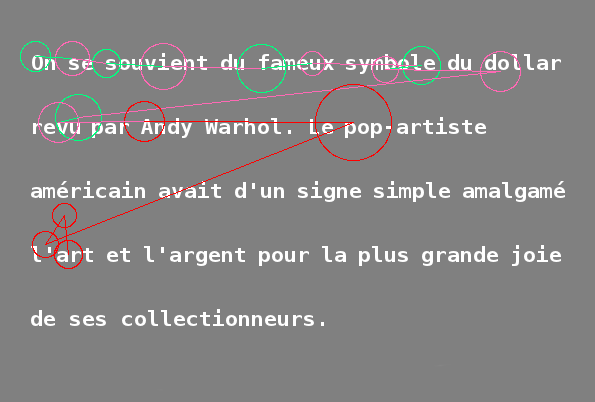 On se souvient du fameux symbole du dollar
revu par Andy Warhol. Le pop-artiste
américain avait d'un signe simple amalgamé
l'art et l'argent pour la plus grande joie
de ses collectionneurs.